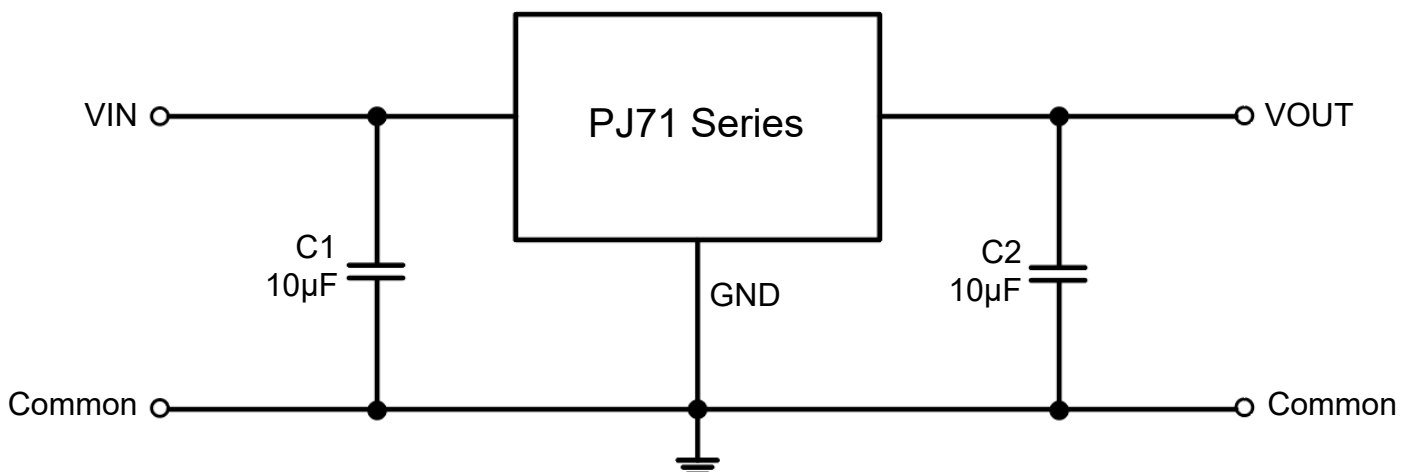 VIN
PJ71 Series
VOUT
C1
10µF
GND
C2
10µF
Common
Common